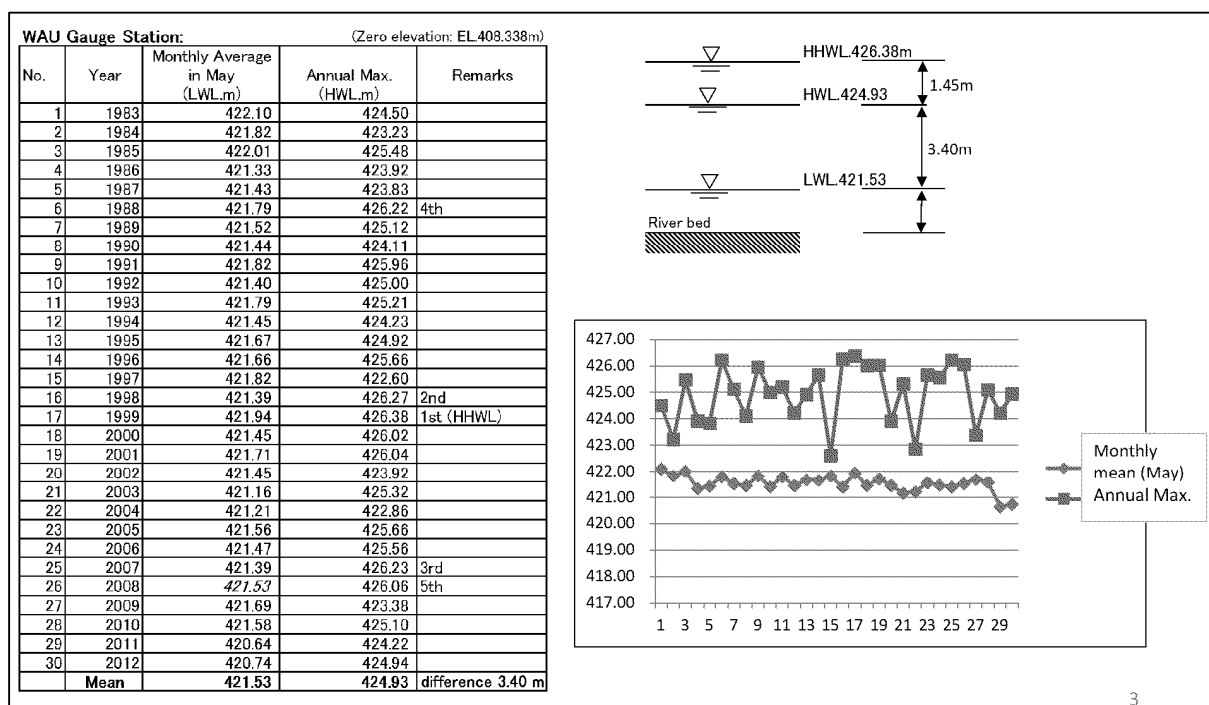 WAU Gauge Station: (Zero elevation: EL.408.338m)
No. Year Monthly Average in May (LWL.m) Annual Max. (HWL.m) Remarks
1 1983 422.10 424.50
2 1984 421.82 423.23
3 1985 422.01 425.48
4 1986 421.33 423.92
5 1987 421.43 423.83
6 1988 421.79 426.22 4th
7 1989 421.52 425.12
8 1990 421.44 424.11
9 1991 421.82 425.96
10 1992 421.40 425.00
11 1993 421.79 425.21
12 1994 421.45 424.23
13 1995 421.67 424.92
14 1996 421.66 425.66
15 1997 421.82 422.60
16 1998 421.39 426.27 2nd
17 1999 421.94 426.38 1st (HHWL)
18 2000 421.45 426.02
19 2001 421.71 426.04
20 2002 421.45 423.92
21 2003 421.16 425.32
22 2004 421.21 422.86
23 2005 421.56 425.66
24 2006 421.47 425.56
25 2007 421.39 426.23 3rd
26 2008 421.53 426.06 5th
27 2009 421.69 423.38
28 2010 421.58 425.10
29 2011 420.64 424.22
30 2012 420.74 424.94
Mean 421.53 424.93 difference 3.40 m
HHWL.426.38m
1.45m
HWL.424.93
3.40m
LWL.421.53
River bed
427.00
426.00
425.00
424.00
423.00
422.00
421.00
420.00
419.00
418.00
417.00
1 3 5 7 9 11 13 15 17 19 21 23 25 27 29
Monthly
mean (May)
Annual Max.
3